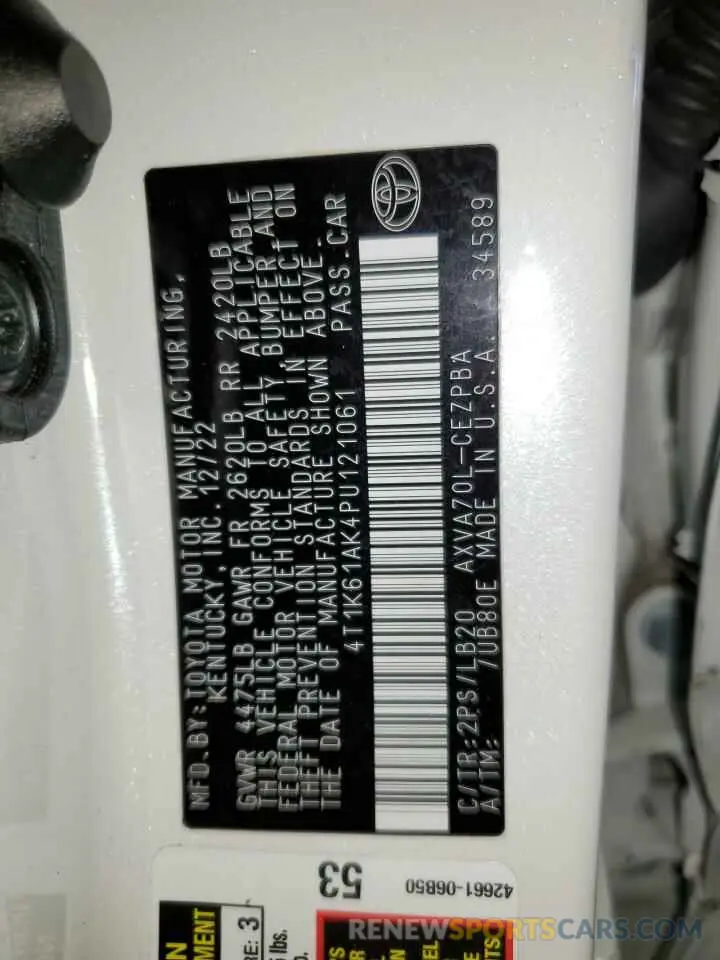 MFD.BY:TOYOTA MOTOR MANUFACTURING,
KENTUCKY, INC. 12/22
GVWR 4475LB GAWR FR 2620LB RR 2420LB
THIS VEHICLE CONFORMS TO ALL APPLICABLE
FEDERAL MOTOR VEHICLE SAFETY, BUMPER, AND
THEFT PREVENTION STANDARDS IN EFFECT ON
THE DATE OF MANUFACTURE SHOWN ABOVE.
4T1K61AK4PU121061 PASS.CAR
C/TR:2PS/LB20 AXVA70L-CEZPBA
A/TM: 7UB80E MADE IN U.S.A. 34589
53
42661-06B50
RENEWSPORTSCARS.COM